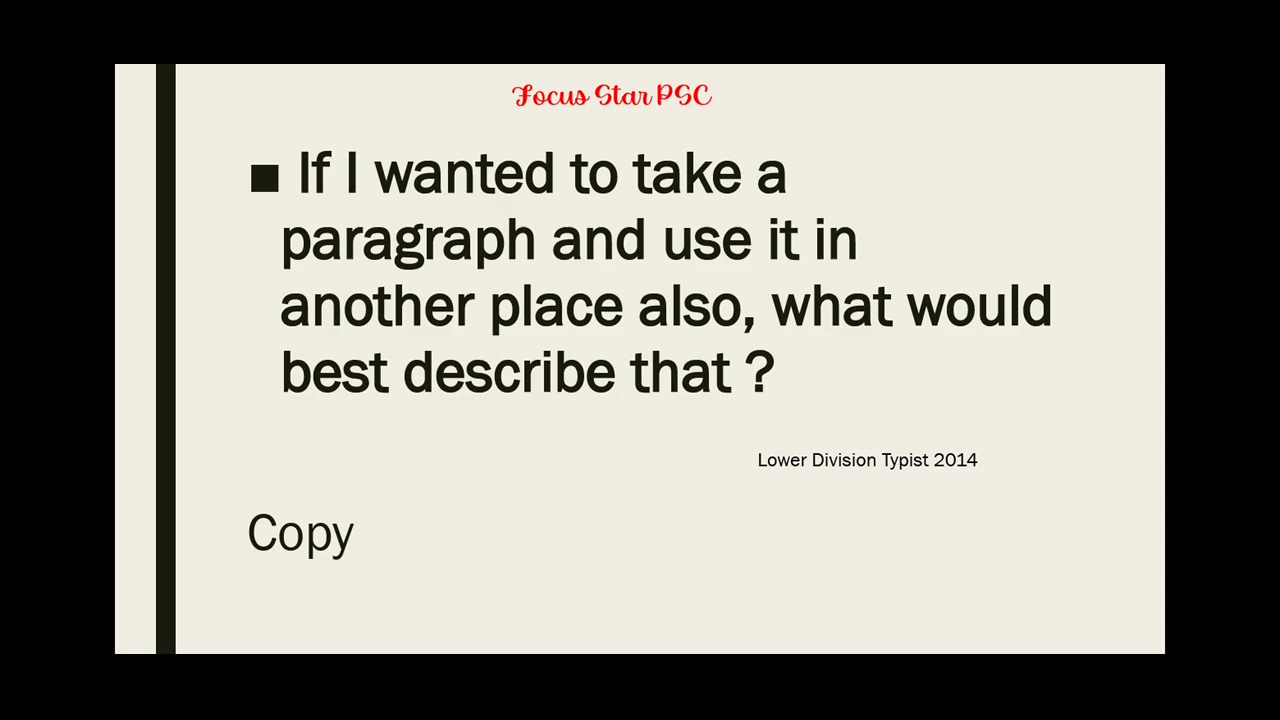 Focus Star PSC
■ If I wanted to take a
paragraph and use it in
another place also, what would
best describe that ?
Lower Division Typist 2014
Copy